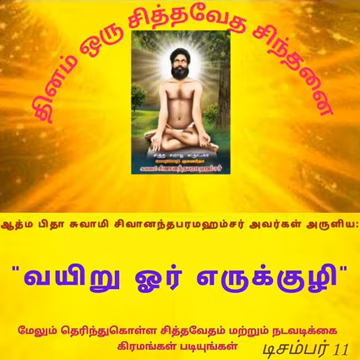 தினம் ஒரு சித்தவேத சிந்தனை
ஆத்ம பிதா சுவாமி சிவானந்தபரமஹம்சர் அவர்கள் அருளிய:
"வயிறு ஓர் எருக்குழி"
மேலும் தெரிந்துகொள்ள சித்தவேதம் மற்றும் நடவடிக்கை
கிரமங்கள் படியுங்கள்
டிசம்பர் 11